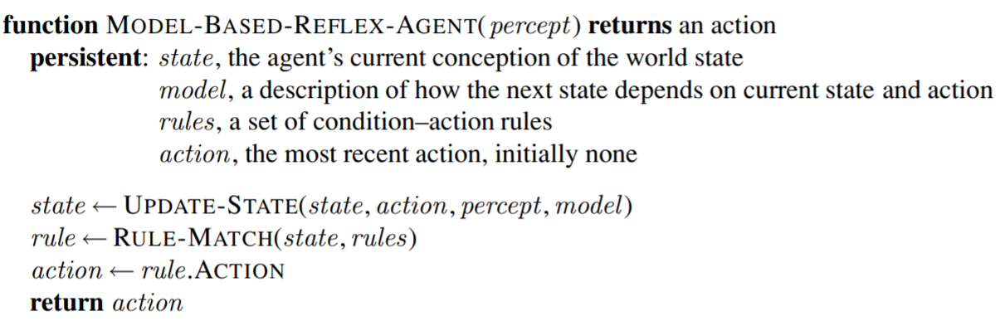 function MODEL-BASED-REFLEX-AGENT(percept) returns an action
persistent: state, the agent's current conception of the world state
model, a description of how the next state depends on current state and action
rules, a set of condition–action rules
action, the most recent action, initially none
state ← UPDATE-STATE(state, action, percept, model)
rule ← RULE-MATCH(state, rules)
action ← rule.ACTION
return action